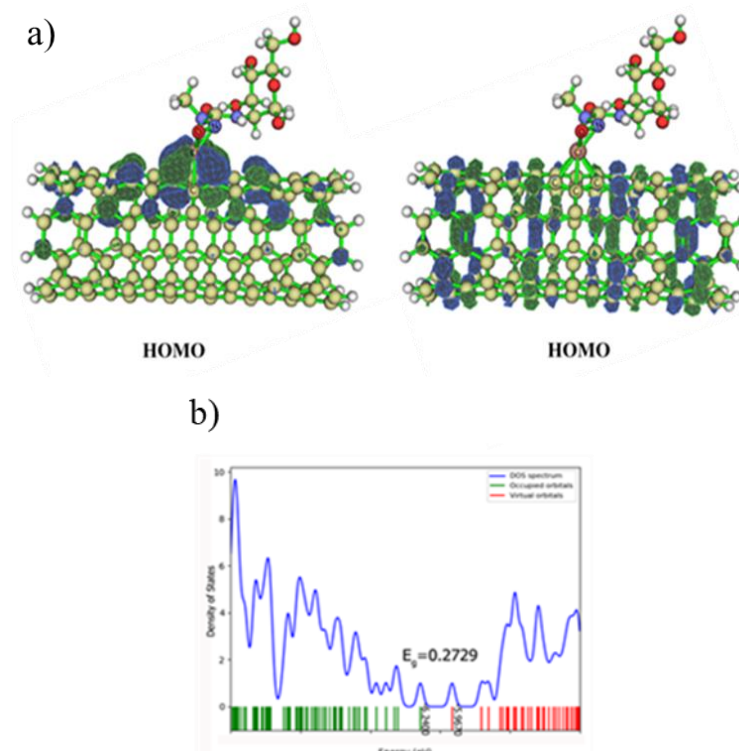 a)
HOMO
HOMO
b)
DOS spectrum
Occupied orbitals
Virtual orbitals
10
8
6
4
2
0
Density of States
Eg=0.2729